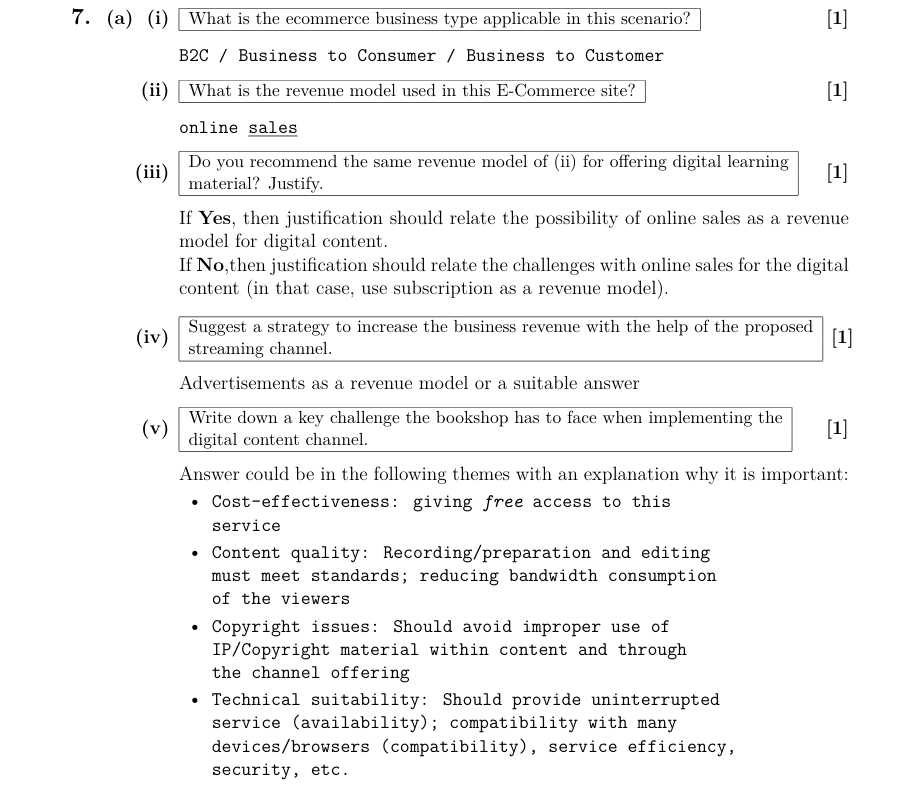 7. (a) (i) What is the ecommerce business type applicable in this scenario? [1]
B2C / Business to Consumer / Business to Customer
(ii) What is the revenue model used in this E-Commerce site? [1]
online sales
(iii) Do you recommend the same revenue model of (ii) for offering digital learning
material? Justify. [1]
If Yes, then justification should relate the possibility of online sales as a revenue
model for digital content.
If No,then justification should relate the challenges with online sales for the digital
content (in that case, use subscription as a revenue model).
(iv) Suggest a strategy to increase the business revenue with the help of the proposed
streaming channel. [1]
Advertisements as a revenue model or a suitable answer
(v) Write down a key challenge the bookshop has to face when implementing the
digital content channel. [1]
Answer could be in the following themes with an explanation why it is important:
• Cost-effectiveness: giving free access to this
service
• Content quality: Recording/preparation and editing
must meet standards; reducing bandwidth consumption
of the viewers
• Copyright issues: Should avoid improper use of
IP/Copyright material within content and through
the channel offering
• Technical suitability: Should provide uninterrupted
service (availability); compatibility with many
devices/browsers (compatibility), service efficiency,
security, etc.